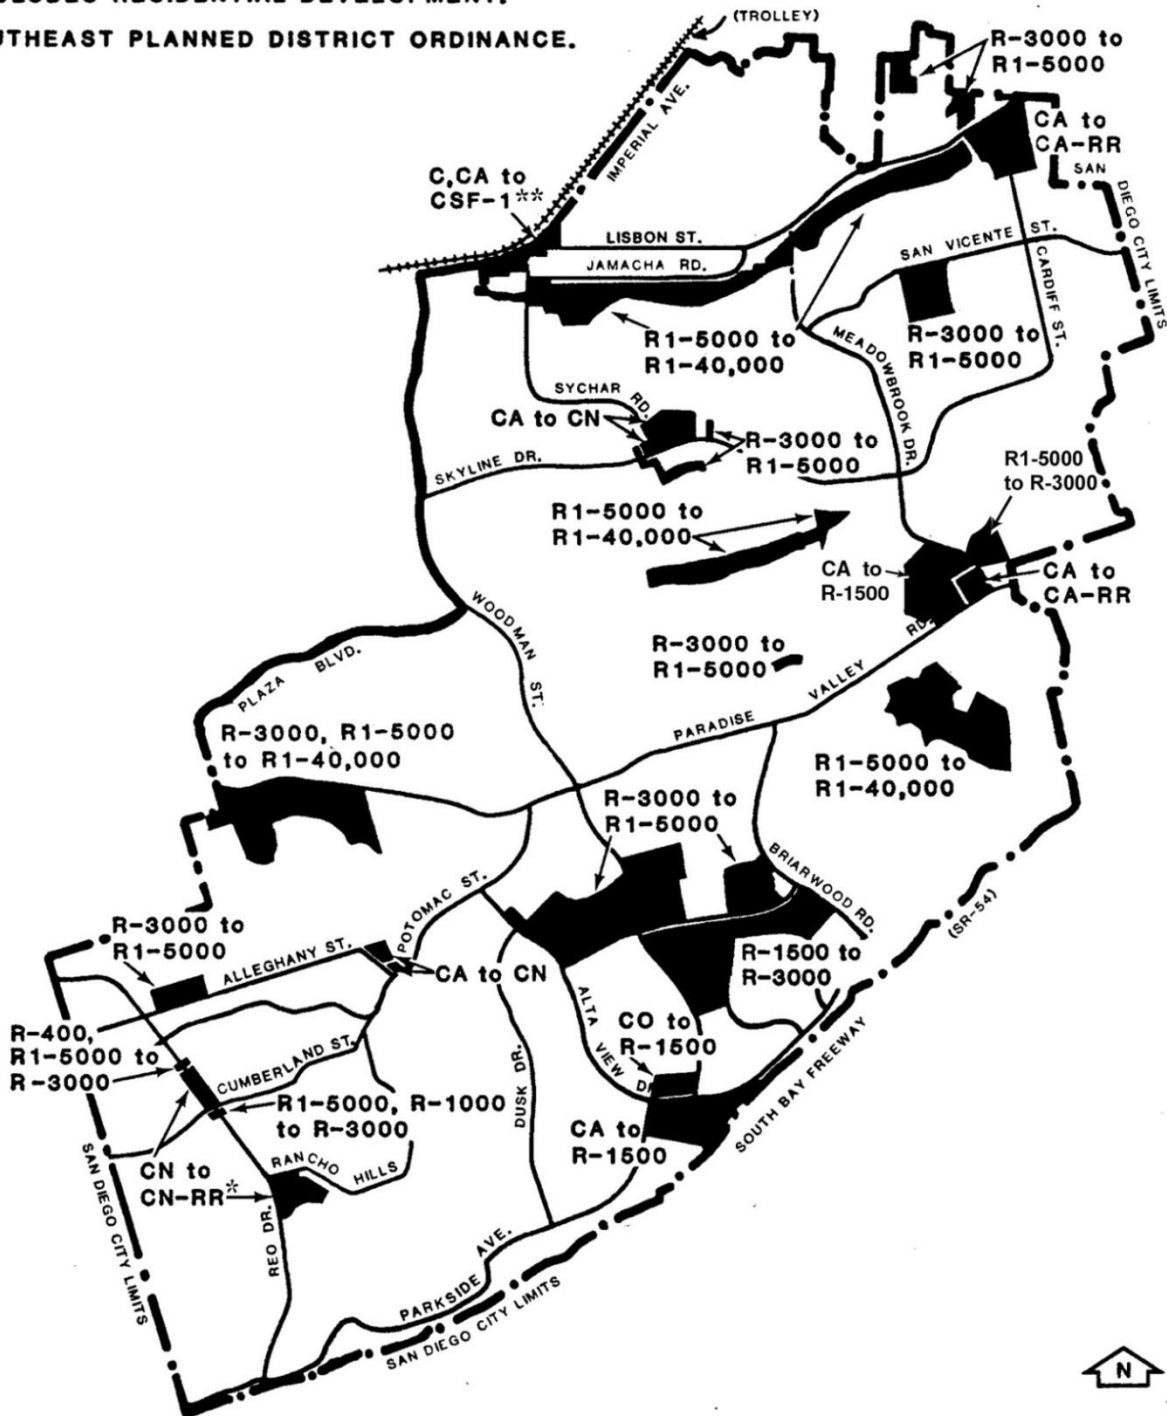 UTHEAST PLANNED DISTRICT ORDINANCE.
(TROLLEY)
R-3000 to
R1-5000
IMPERIAL AVE.
CA to
CA-RR
SAN
DIEGO CITY LIMITS
C,CA to
CSF-1**
LISBON ST.
JAMACHA RD.
SAN VICENTE ST.
CARDIFF ST.
R1-5000 to
R1-40,000
MEADOWBROOK DR.
R-3000 to
R1-5000
SYCHAR RD.
CA to CN
R-3000 to
R1-5000
SKYLINE DR.
R1-5000
to R-3000
R1-5000 to
R1-40,000
CA to
R-1500
CA to
CA-RR
WOODMAN ST.
R-3000 to
R1-5000
PLAZA BLVD.
PARADISE VALLEY RD.
R-3000, R1-5000
to R1-40,000
R1-5000 to
R1-40,000
R-3000 to
R1-5000
BRIARWOOD RD.
POTOMAC ST.
(SR-54)
R-3000 to
R1-5000
ALLEGHANY ST.
CA to CN
R-1500 to
R-3000
ALTA VIEW DR.
CO to
R-1500
R-400,
R1-5000 to
R-3000
CUMBERLAND ST.
DUSK DR.
SOUTH BAY FREEWAY
R1-5000, R-1000
to R-3000
CA to
R-1500
SAN DIEGO CITY LIMITS
CN to
CN-RR*
RANCHO HILLS
REO DR.
PARKSIDE AVE.
SAN DIEGO CITY LIMITS
N